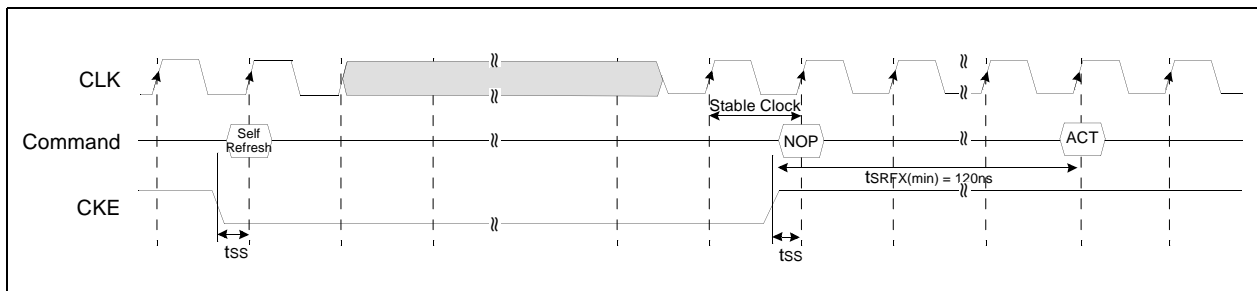 CLK
Stable Clock
Command
Self
Refresh
NOP
ACT
tSRFX(min) = 120ns
CKE
tss
tss